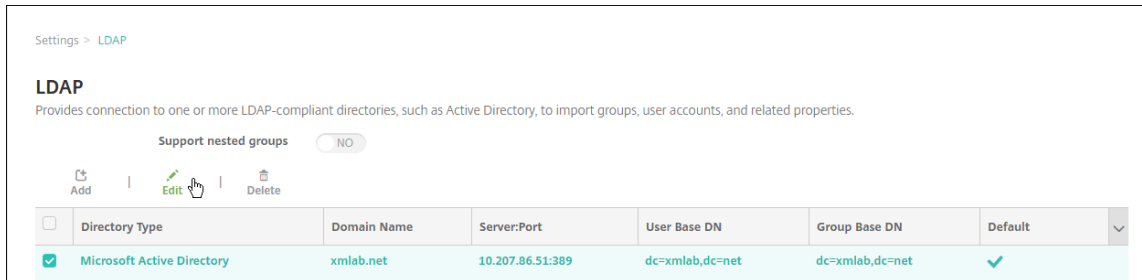 Settings > LDAP
LDAP
Provides connection to one or more LDAP-compliant directories, such as Active Directory, to import groups, user accounts, and related properties.
Support nested groups NO
Add | Edit | Delete
Directory Type Domain Name Server:Port User Base DN Group Base DN Default
Microsoft Active Directory xmlab.net 10.207.86.51:389 dc=xmlab,dc=net dc=xmlab,dc=net